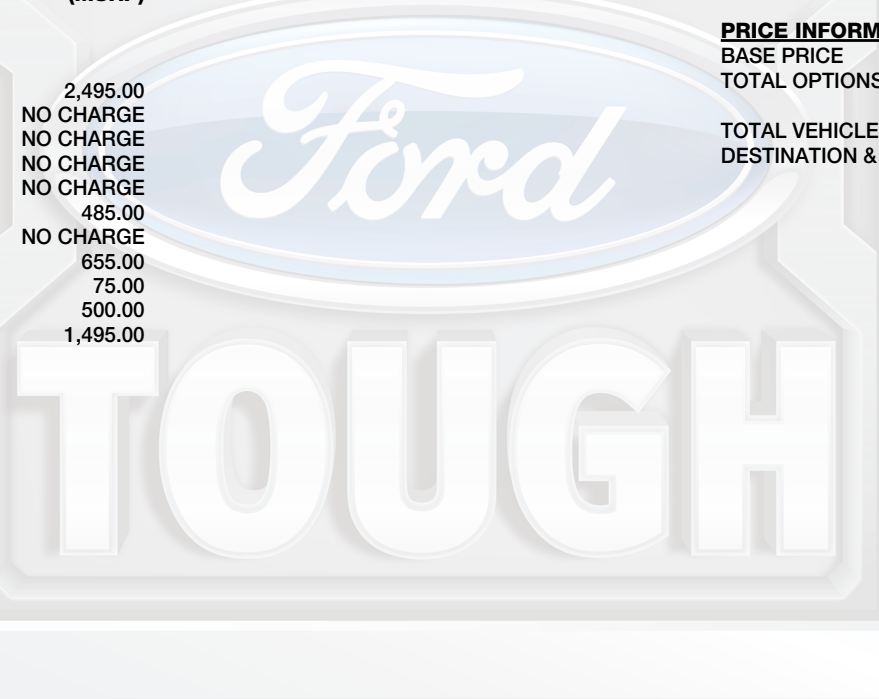 (MSRP)
2,495.00
NO CHARGE
NO CHARGE
NO CHARGE
NO CHARGE
485.00
NO CHARGE
655.00
75.00
500.00
1,495.00
PRICE INFORM
BASE PRICE
TOTAL OPTIONS
TOTAL VEHICLE
DESTINATION &
Ford
TOUGH